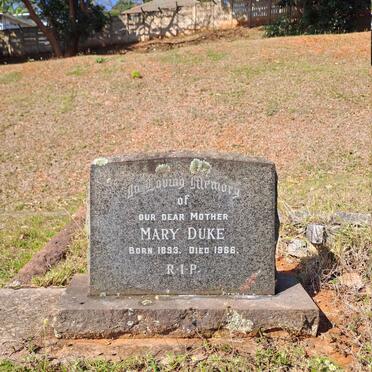 In Loving Memory
of
OUR DEAR MOTHER
MARY DUKE
BORN 1893. DIED 1966.
R.I.P.